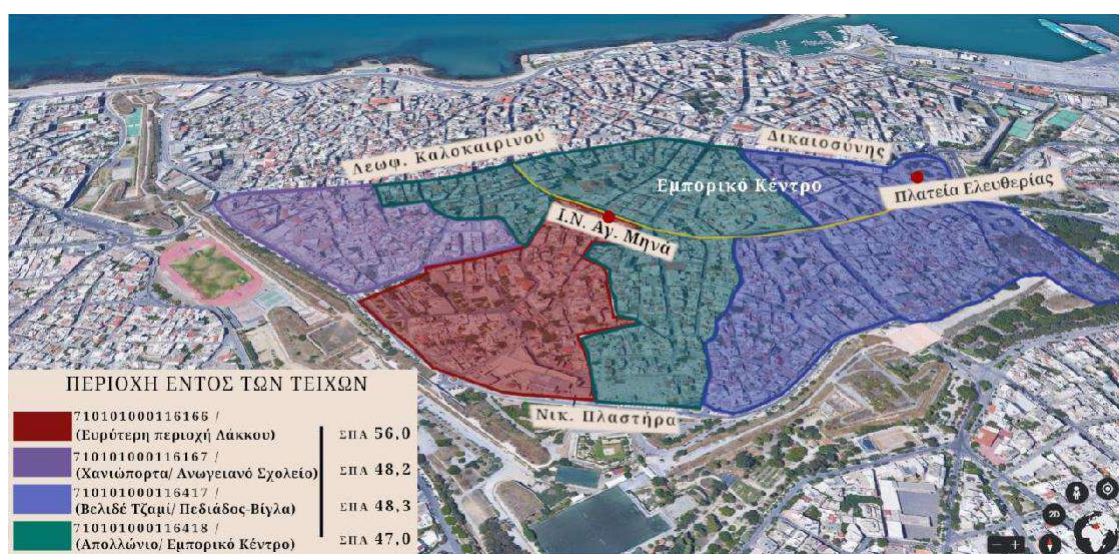 Λεωφ. Καλοκαιρινού
Δικαιοσύνης
Εμπορικό Κέντρο
Πλατεία Ελευθερίας
Ι.Ν. Αγ. Μηνά
Νικ. Πλαστήρα
ΠΕΡΙΟΧΗ ΕΝΤΟΣ ΤΩΝ ΤΕΙΧΩΝ
710101000116166 /
(Ευρύτερη περιοχή Λάκκου)
ΣΠΑ 56,0
710101000116167 /
(Χανιώπορτα/ Ανωγειανό Σχολείο)
ΣΠΑ 48,2
710101000116417 /
(Βελιδέ Τζαμί/ Πεδιάδος-Βίγλα)
ΣΠΑ 48,3
710101000116418 /
(Απολλώνιο/ Εμπορικό Κέντρο)
ΣΠΑ 47,0
2D